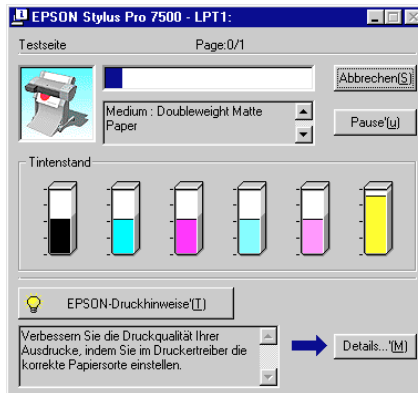 EPSON Stylus Pro 7500 - LPT1:
Testseite Page:0/1
Abbrechen(S)
Medium : Doubleweight Matte
Paper
Pause'(u)
Tintenstand
EPSON-Druckhinweise'(T)
Verbessern Sie die Druckqualität Ihrer
Ausdrucke, indem Sie im Druckertreiber die
korrekte Papiersorte einstellen.
Details...'(M)